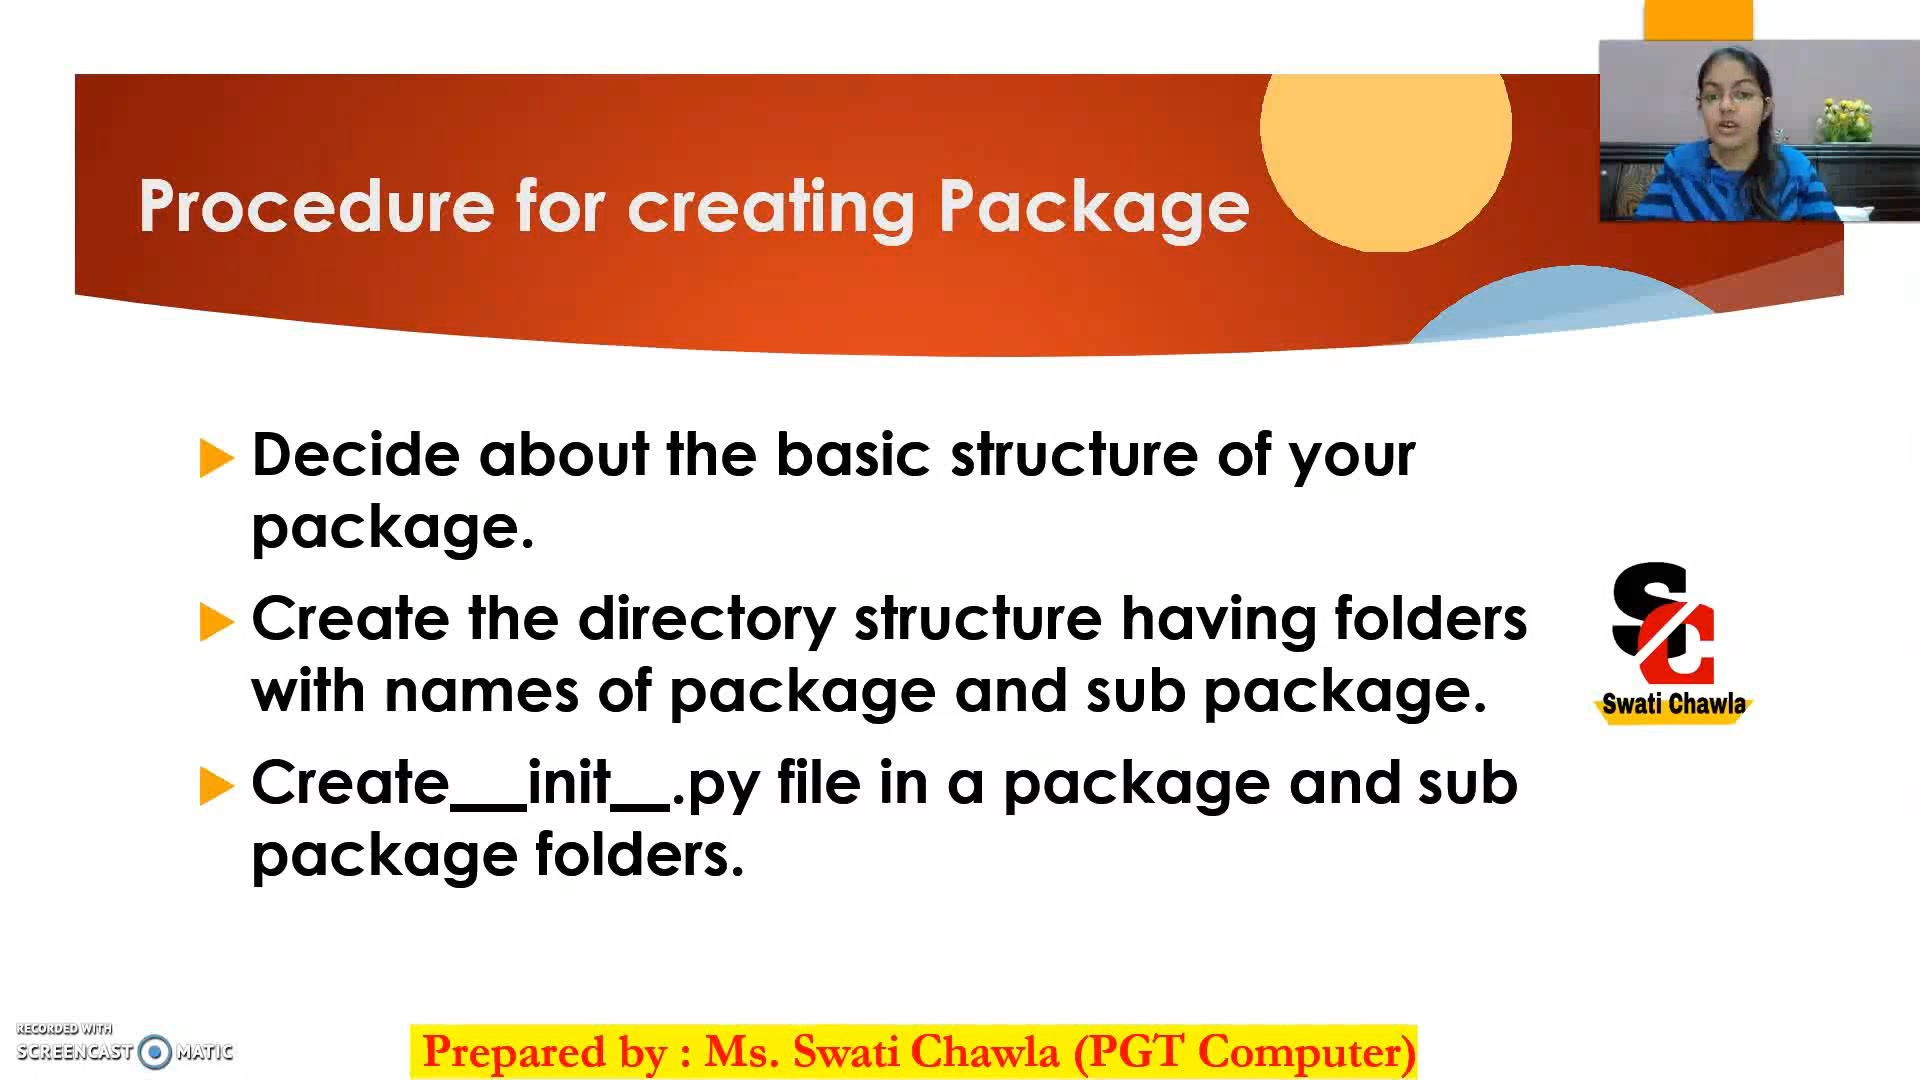 Procedure for creating Package
Decide about the basic structure of your
package.
Create the directory structure having folders
with names of package and sub package.
Create__init__.py file in a package and sub
package folders.
SC
Swati Chawla
RECORDED WITH
SCREENCAST MATIC
Prepared by : Ms. Swati Chawla (PGT Computer)